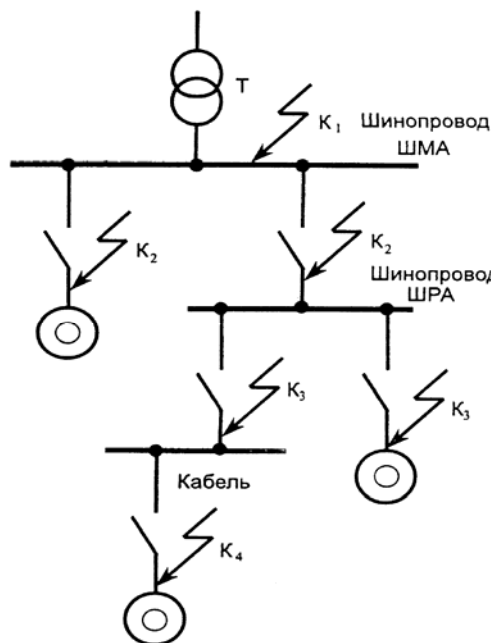 Т
К1
Шинопровод
ШМА
К2
К2
Шинопровод
ШРА
К3
К3
Кабель
К4